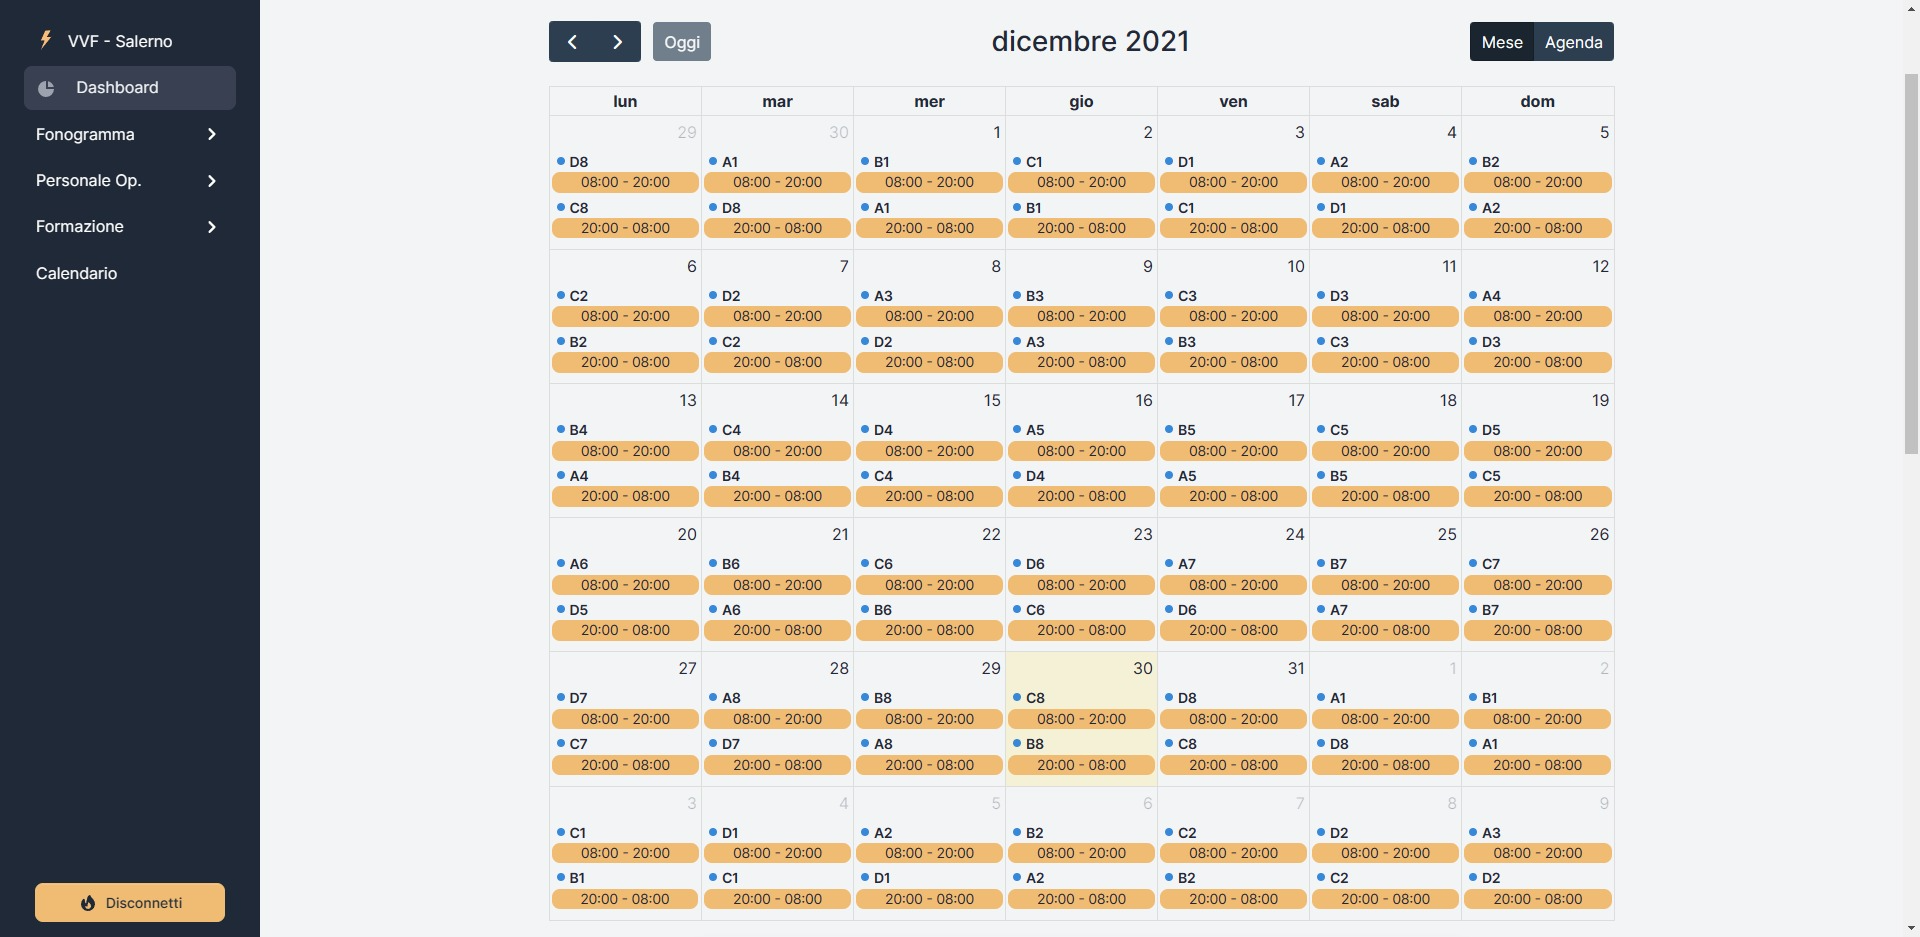 VVF - Salerno
Dashboard
Fonogramma
Personale Op.
Formazione
Calendario
Disconnetti
Oggi
dicembre 2021
Mese Agenda
lun mar mer gio ven sab dom
29 30 1 2 3 4 5
D8 A1 B1 C1 D1 A2 B2
08:00 - 20:00 08:00 - 20:00 08:00 - 20:00 08:00 - 20:00 08:00 - 20:00 08:00 - 20:00 08:00 - 20:00
C8 D8 A1 B1 C1 D1 A2
20:00 - 08:00 20:00 - 08:00 20:00 - 08:00 20:00 - 08:00 20:00 - 08:00 20:00 - 08:00 20:00 - 08:00
6 7 8 9 10 11 12
C2 D2 A3 B3 C3 D3 A4
08:00 - 20:00 08:00 - 20:00 08:00 - 20:00 08:00 - 20:00 08:00 - 20:00 08:00 - 20:00 08:00 - 20:00
B2 C2 D2 A3 B3 C3 D3
20:00 - 08:00 20:00 - 08:00 20:00 - 08:00 20:00 - 08:00 20:00 - 08:00 20:00 - 08:00 20:00 - 08:00
13 14 15 16 17 18 19
B4 C4 D4 A5 B5 C5 D5
08:00 - 20:00 08:00 - 20:00 08:00 - 20:00 08:00 - 20:00 08:00 - 20:00 08:00 - 20:00 08:00 - 20:00
A4 B4 C4 D4 A5 B5 C5
20:00 - 08:00 20:00 - 08:00 20:00 - 08:00 20:00 - 08:00 20:00 - 08:00 20:00 - 08:00 20:00 - 08:00
20 21 22 23 24 25 26
A6 B6 C6 D6 A7 B7 C7
08:00 - 20:00 08:00 - 20:00 08:00 - 20:00 08:00 - 20:00 08:00 - 20:00 08:00 - 20:00 08:00 - 20:00
D5 A6 B6 C6 D6 A7 B7
20:00 - 08:00 20:00 - 08:00 20:00 - 08:00 20:00 - 08:00 20:00 - 08:00 20:00 - 08:00 20:00 - 08:00
27 28 29 30 31 1 2
D7 A8 B8 C8 D8 A1 B1
08:00 - 20:00 08:00 - 20:00 08:00 - 20:00 08:00 - 20:00 08:00 - 20:00 08:00 - 20:00 08:00 - 20:00
C7 D7 A8 B8 C8 D8 A1
20:00 - 08:00 20:00 - 08:00 20:00 - 08:00 20:00 - 08:00 20:00 - 08:00 20:00 - 08:00 20:00 - 08:00
3 4 5 6 7 8 9
C1 D1 A2 B2 C2 D2 A3
08:00 - 20:00 08:00 - 20:00 08:00 - 20:00 08:00 - 20:00 08:00 - 20:00 08:00 - 20:00 08:00 - 20:00
B1 C1 D1 A2 B2 C2 D2
20:00 - 08:00 20:00 - 08:00 20:00 - 08:00 20:00 - 08:00 20:00 - 08:00 20:00 - 08:00 20:00 - 08:00